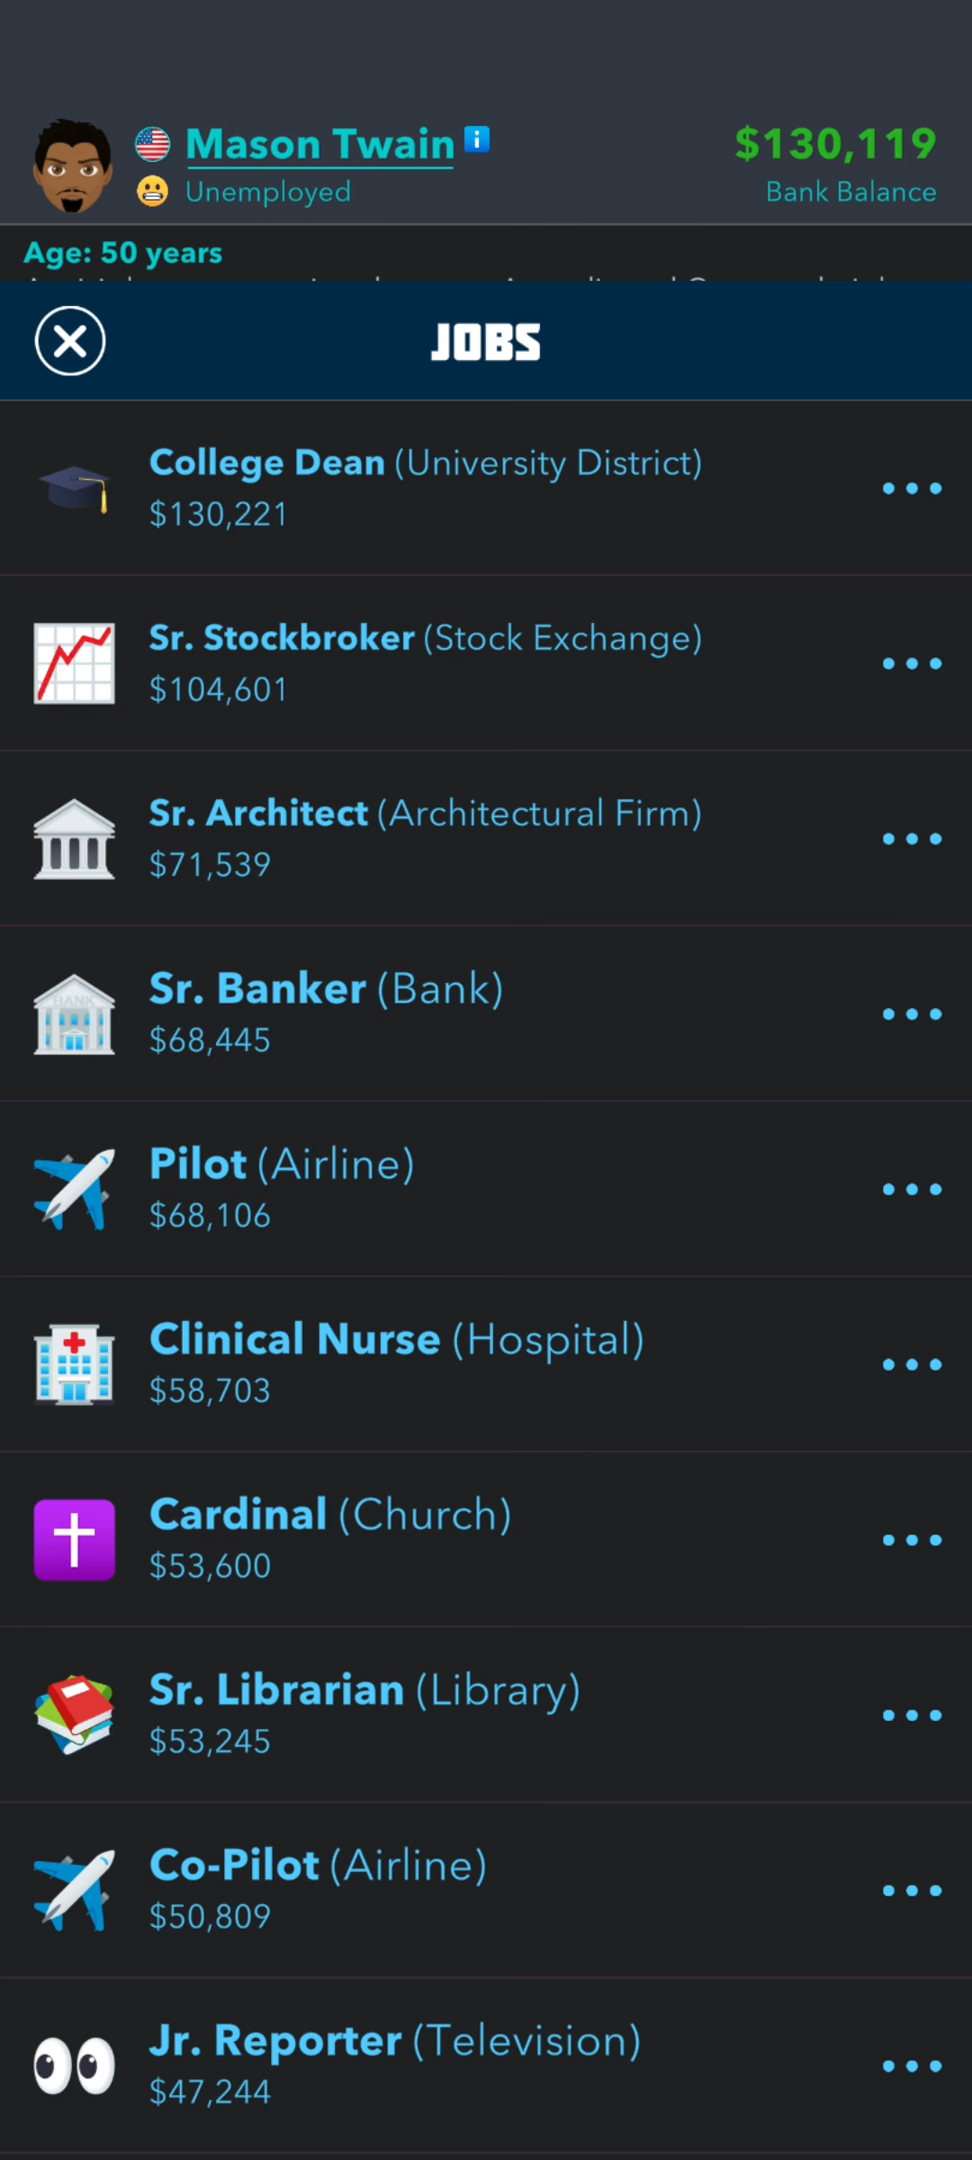 Mason Twain
$130,119
Unemployed
Bank Balance
Age: 50 years
JOBS
College Dean (University District)
$130,221
Sr. Stockbroker (Stock Exchange)
$104,601
Sr. Architect (Architectural Firm)
$71,539
BANK
Sr. Banker (Bank)
$68,445
Pilot (Airline)
$68,106
Clinical Nurse (Hospital)
$58,703
Cardinal (Church)
$53,600
Sr. Librarian (Library)
$53,245
Co-Pilot (Airline)
$50,809
Jr. Reporter (Television)
$47,244